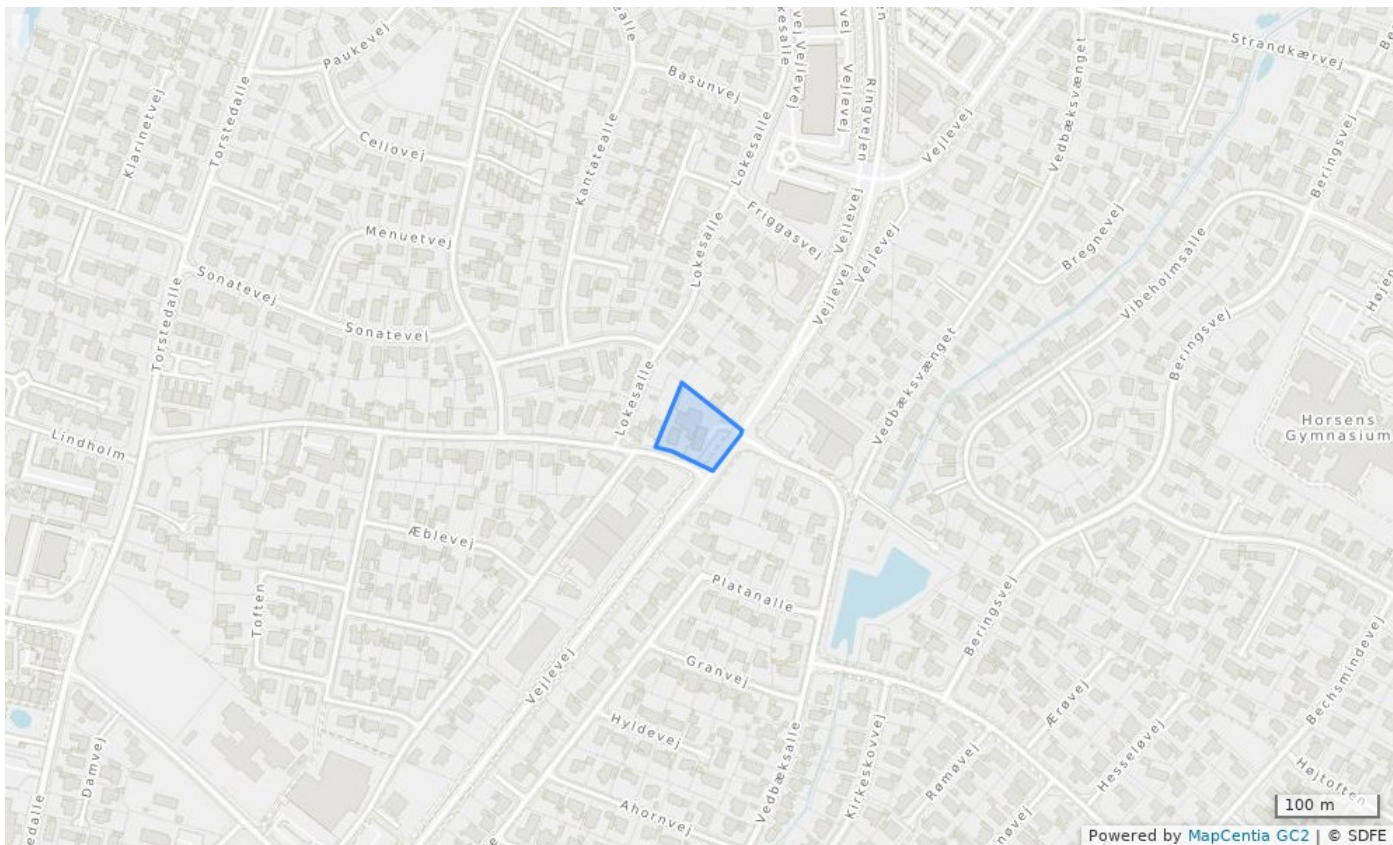 Paukevej
Basunvej
Strandkærvej
Klarinetvej
Torstedalle
Cellovej
Kantatealle
Lokesalle
Vejlevej
Vejlevej
Ringvejen
Vejlevej
Vedbæksvænget
Beringsvej
Menuetvej
Lokesalle
Friggasvej
Vejlevej
Vejlevej
Bregnevej
Vibeholmsalle
Sonatevej
Sonatevej
Vejlevej
Torstedalle
Lokesalle
Vedbæksvænget
Beringsvej
Horsens
Gymnasium
Lindholm
Æblevej
Toften
Platanalle
Granvej
Vejlevej
Hyldevej
Beringsvej
Ærøvej
Bechsmindevej
Damvej
Ahornvej
Vedbæksalle
Kirkeskovvej
Rømøvej
Hesseløvej
Højtoften
100 m
Powered by MapCentia GC2 | © SDFE